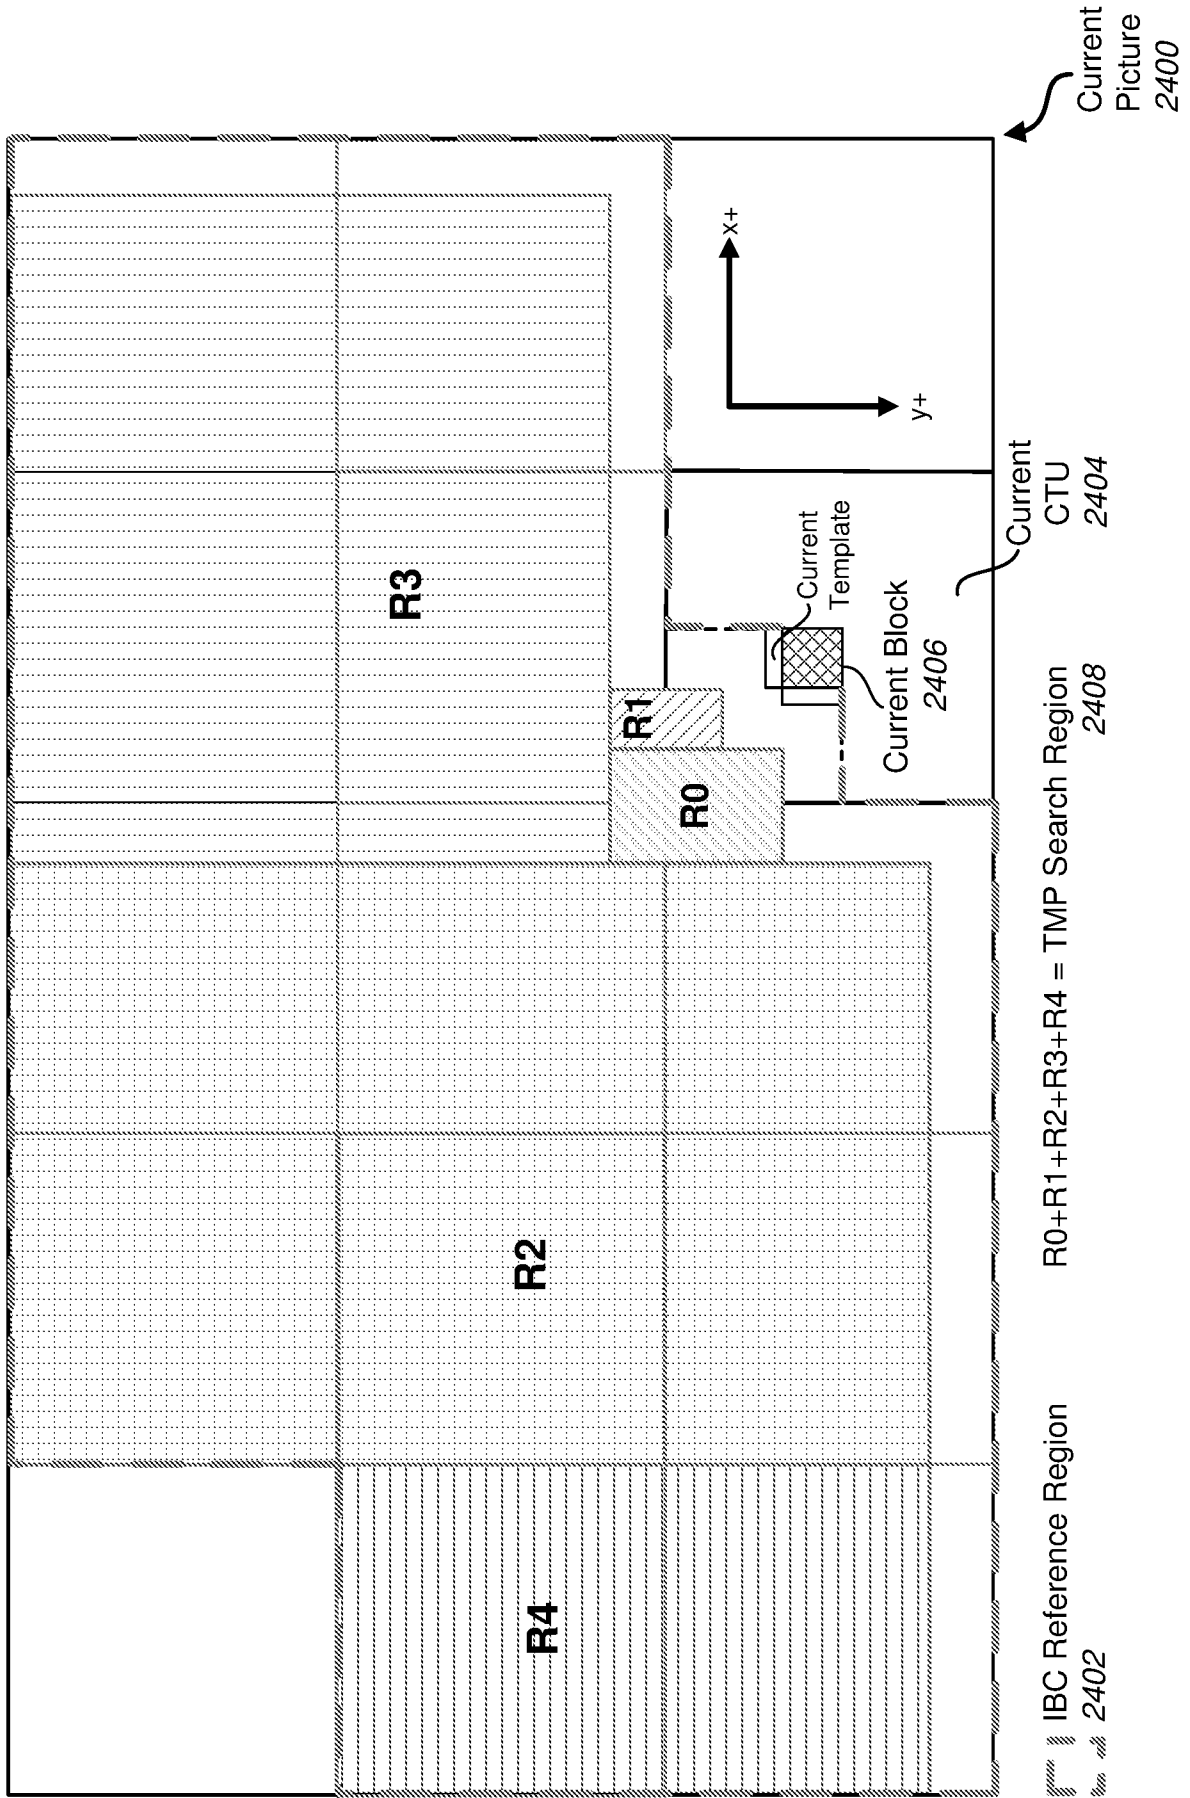 R3
R1
R0
R2
R4
x+
y+
Current
Template
Current Block
2406
Current
CTU
2404
Current
Picture
2400
IBC Reference Region
2402
R0+R1+R2+R3+R4 = TMP Search Region
2408